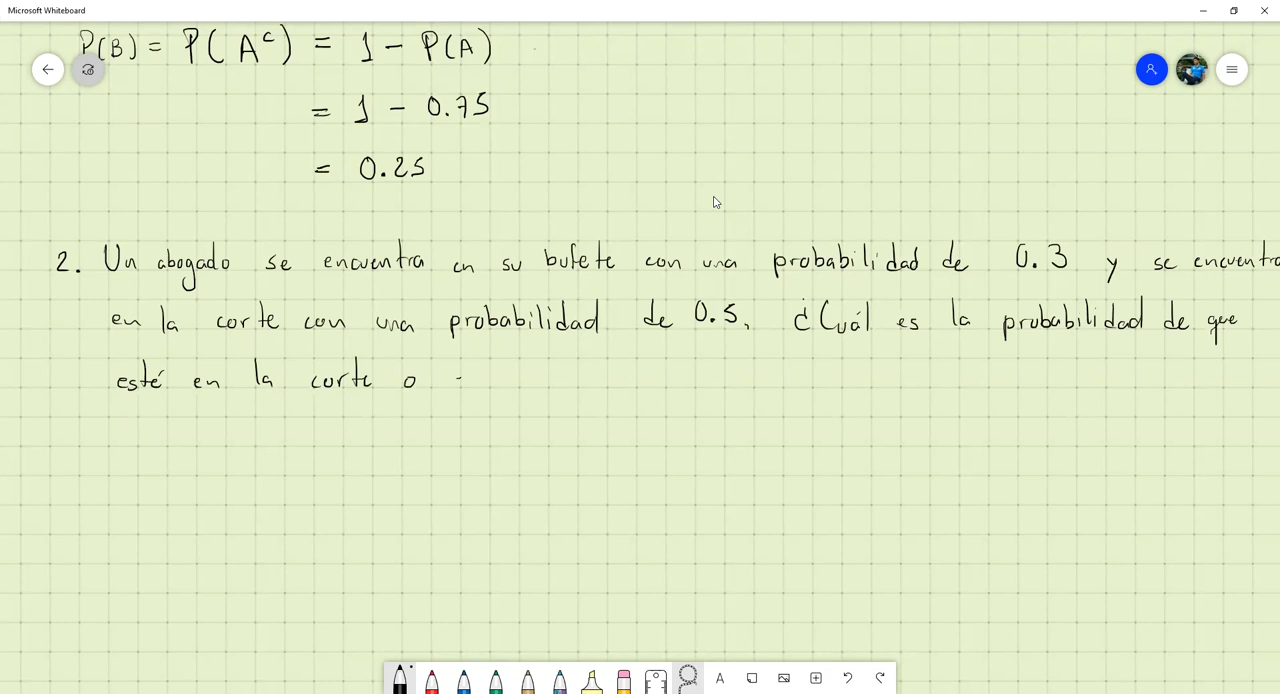 Microsoft Whiteboard
P(B) = P(Aᶜ) = 1 - P(A)
= 1 - 0.75
= 0.25
2. Un abogado se encuentra en su bufete con una probabilidad de 0.3 y se encuentra
en la corte con una probabilidad de 0.5, ¿Cuál es la probabilidad de que
esté en la corte o
A